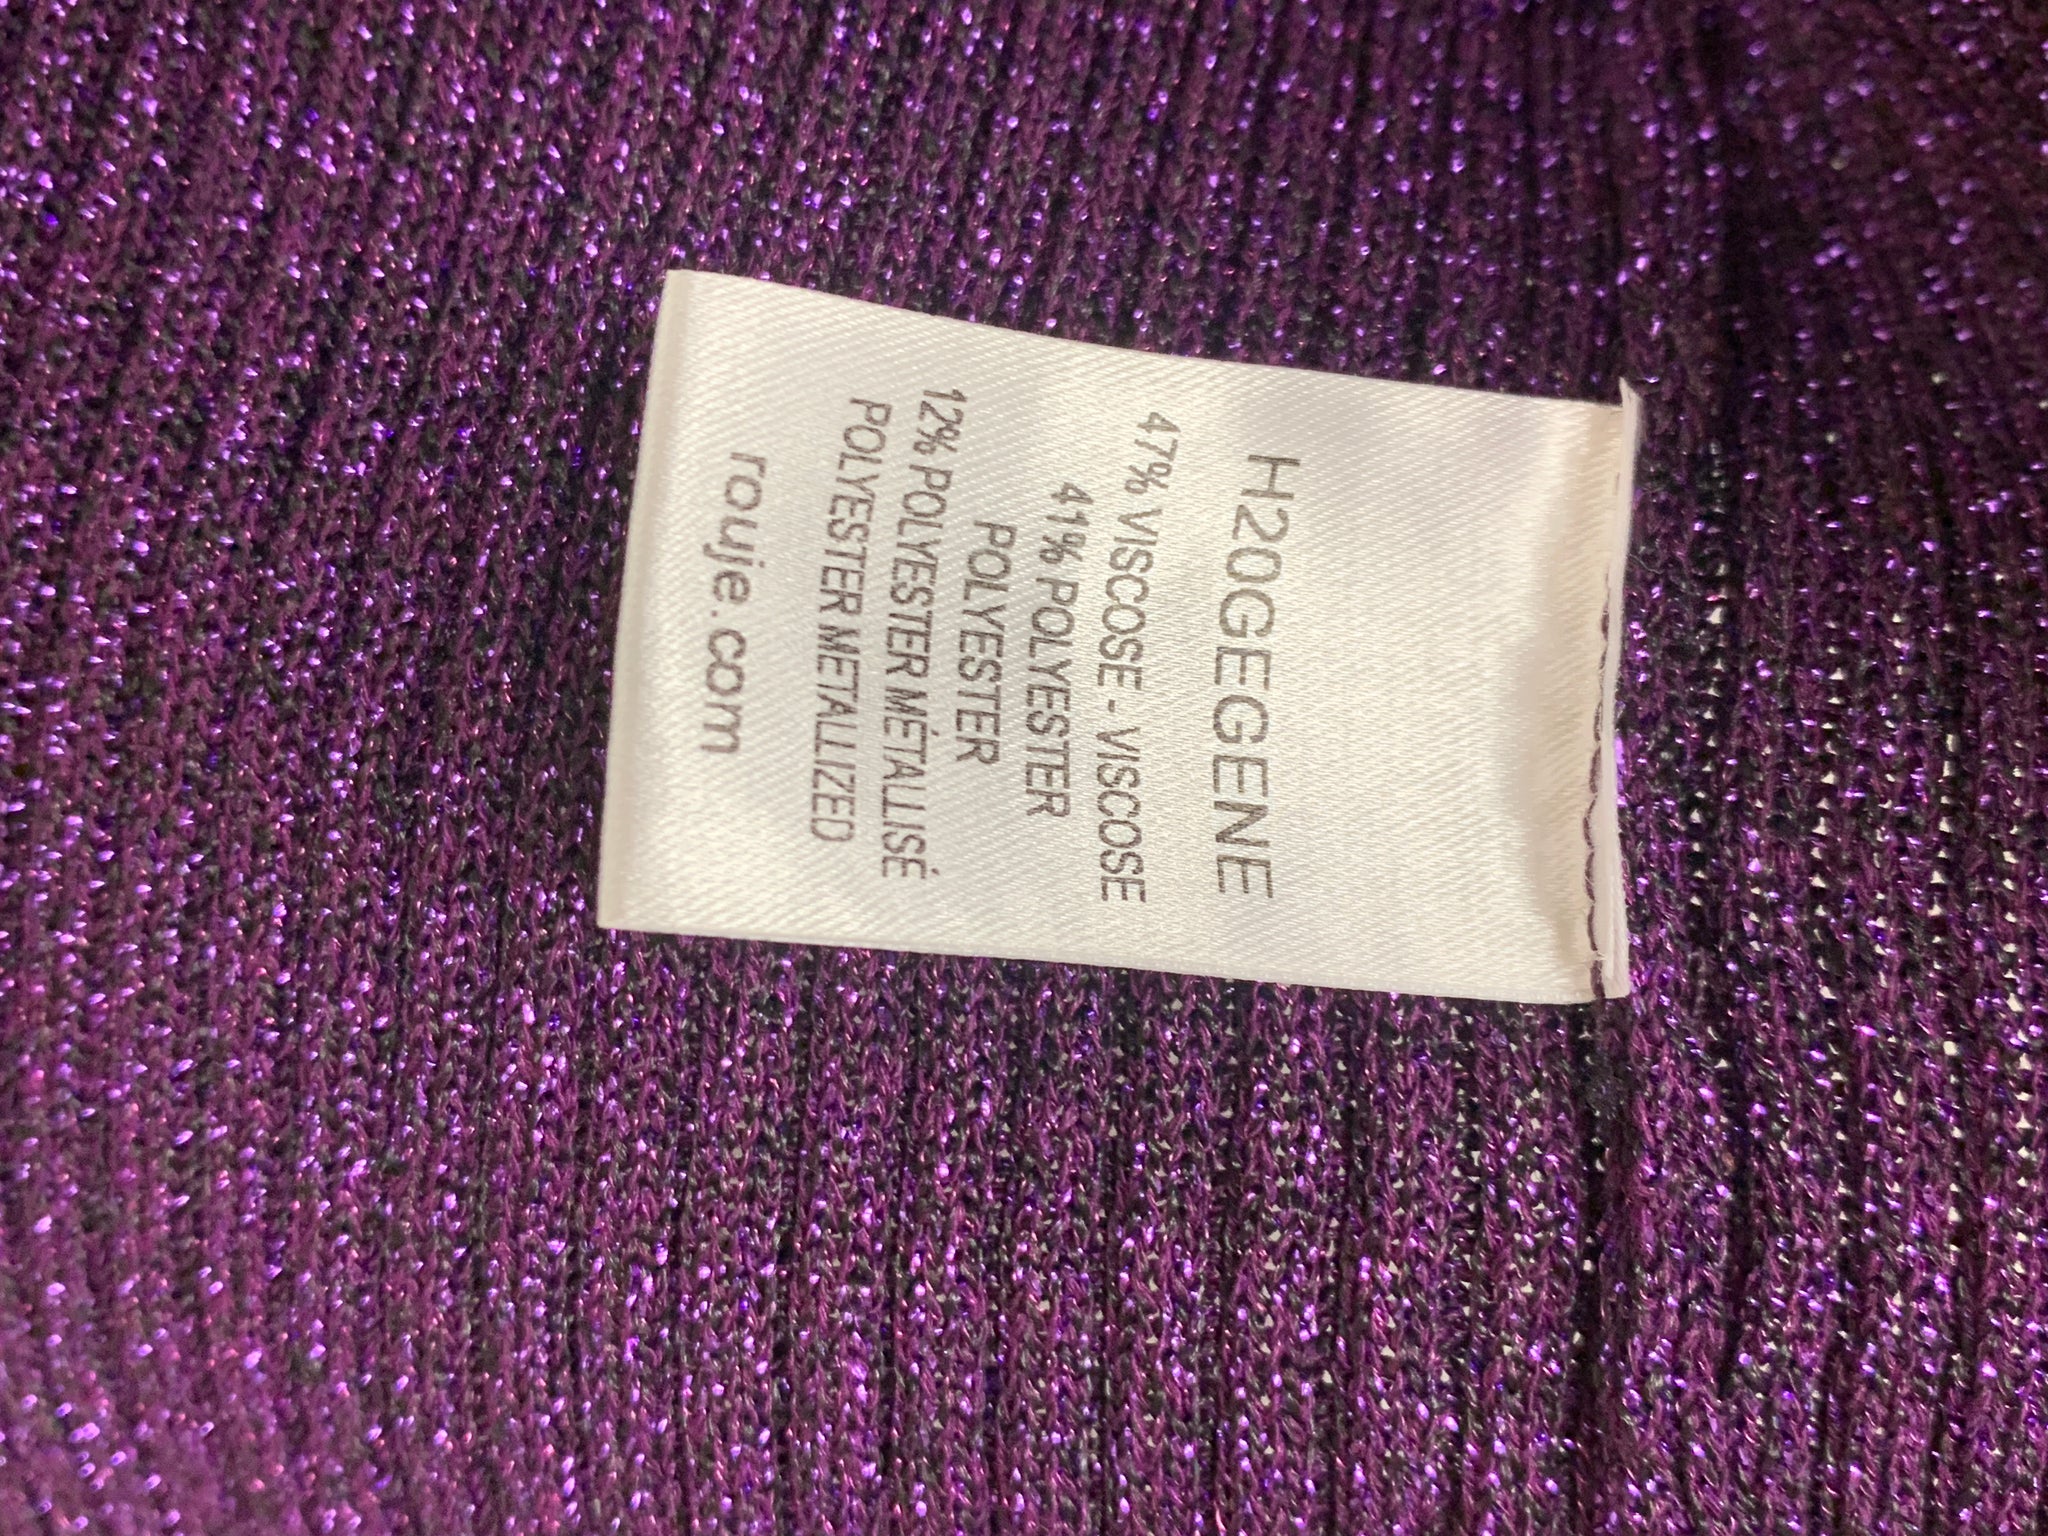 H20GEGENE
47% VISCOSE - VISCOSE
41% POLYESTER
POLYESTER
12% POLYESTER MÉTALLISÉ
POLYESTER METALLIZED
rouje.com